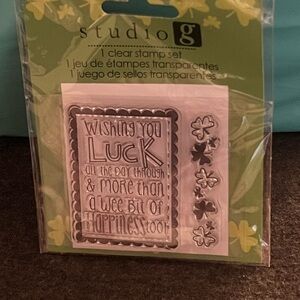 studio g
1 clear stamp set
1 jeu de étampes transparentes
1 juego de sellos transparentes
WISHING YOU
LUCK
ALL THE DAY THROUGH
& MORE THAN
A WEE BIT OF
HAPPINESS too!